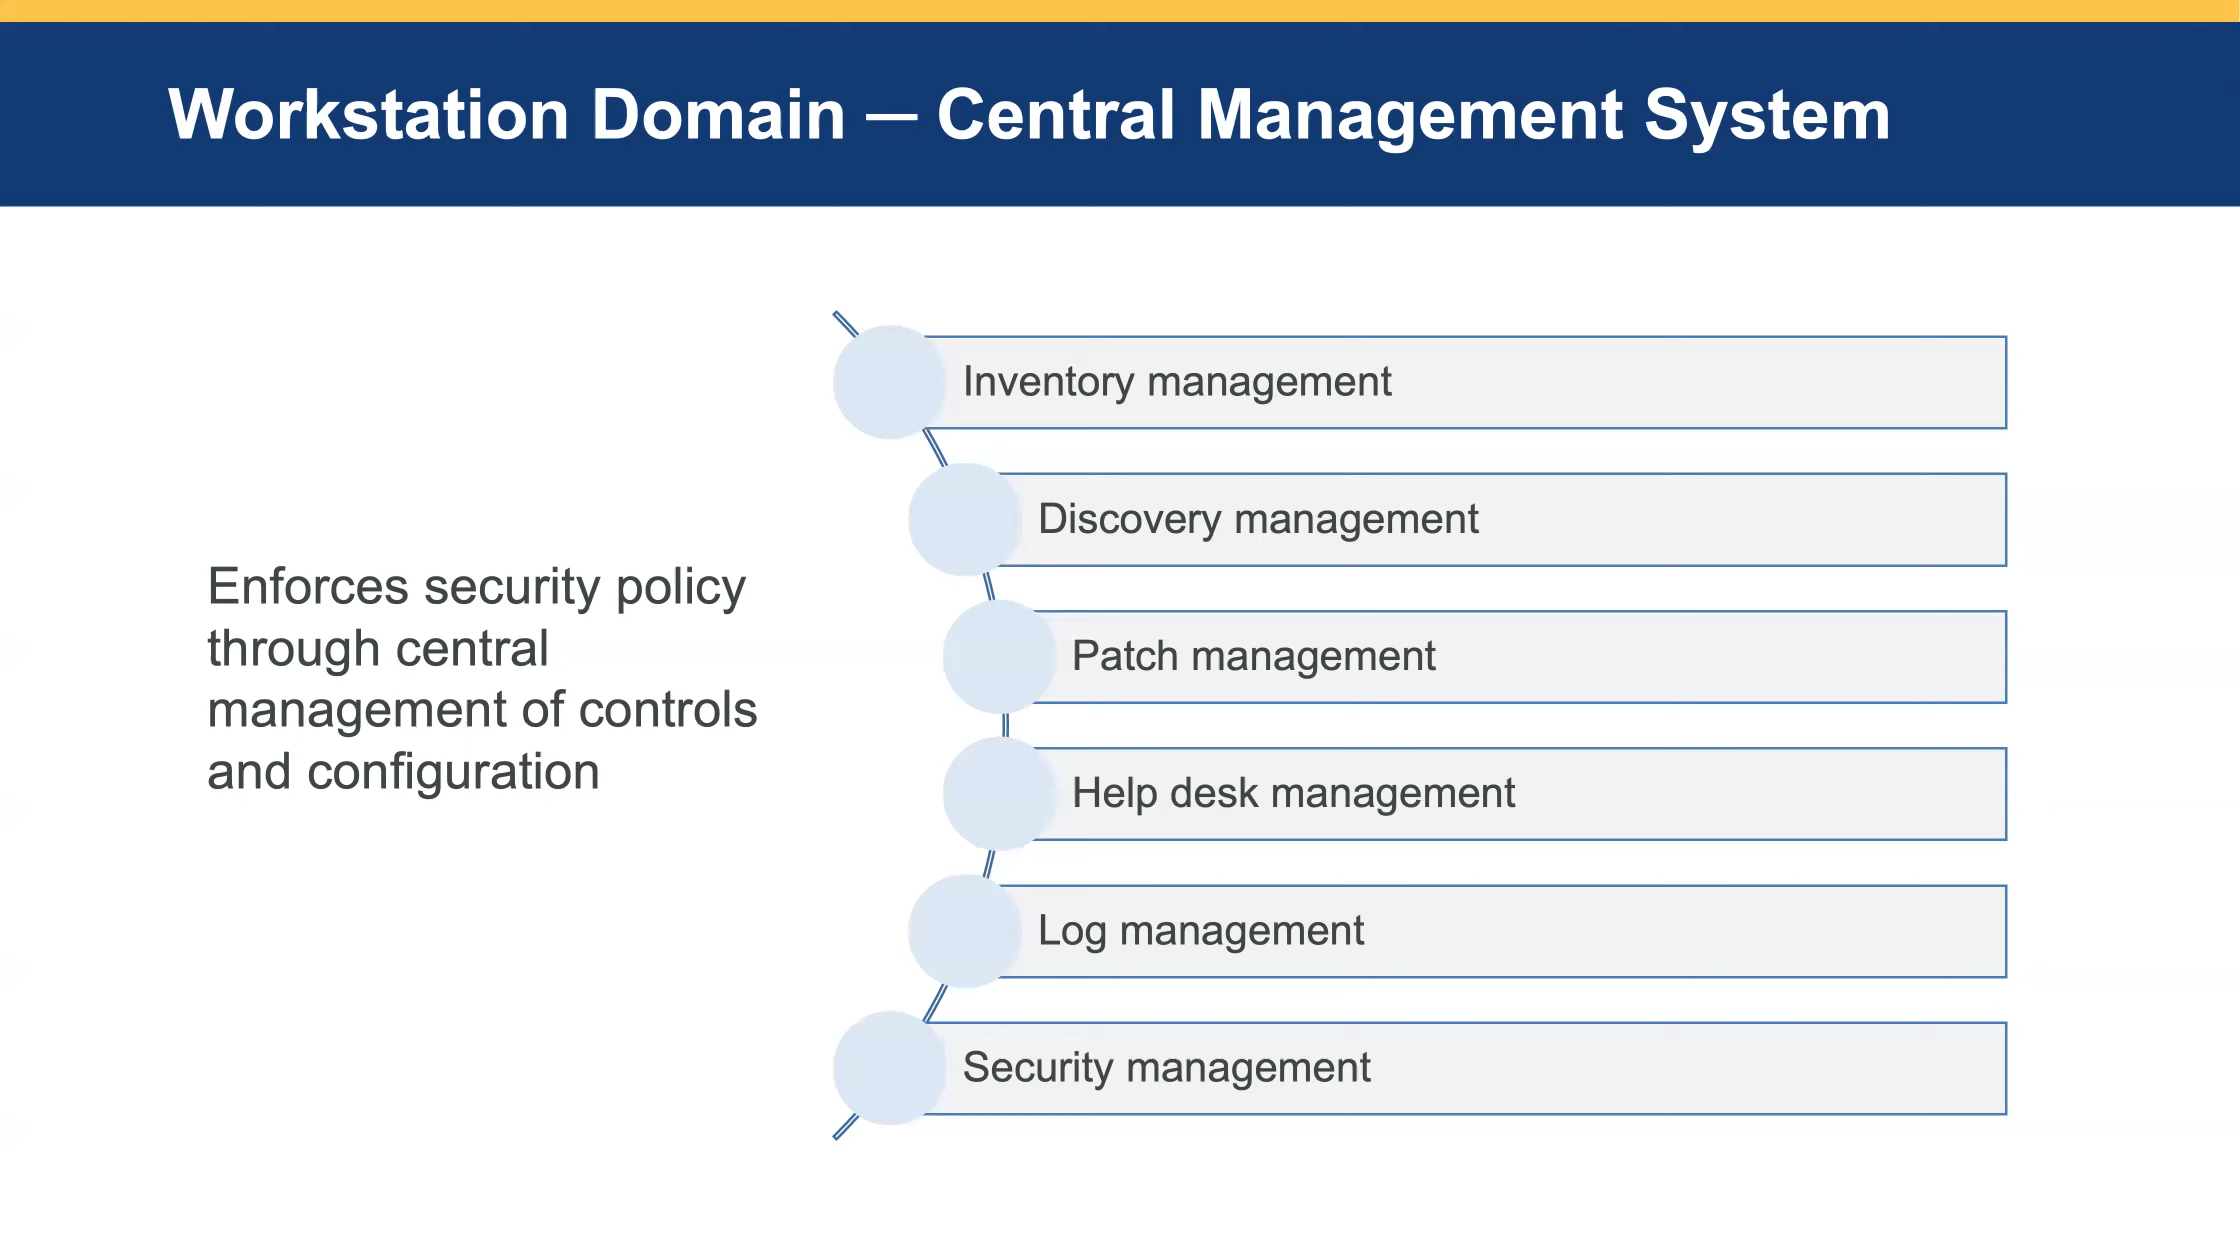 Workstation Domain — Central Management System
Enforces security policy
through central
management of controls
and configuration
Inventory management
Discovery management
Patch management
Help desk management
Log management
Security management